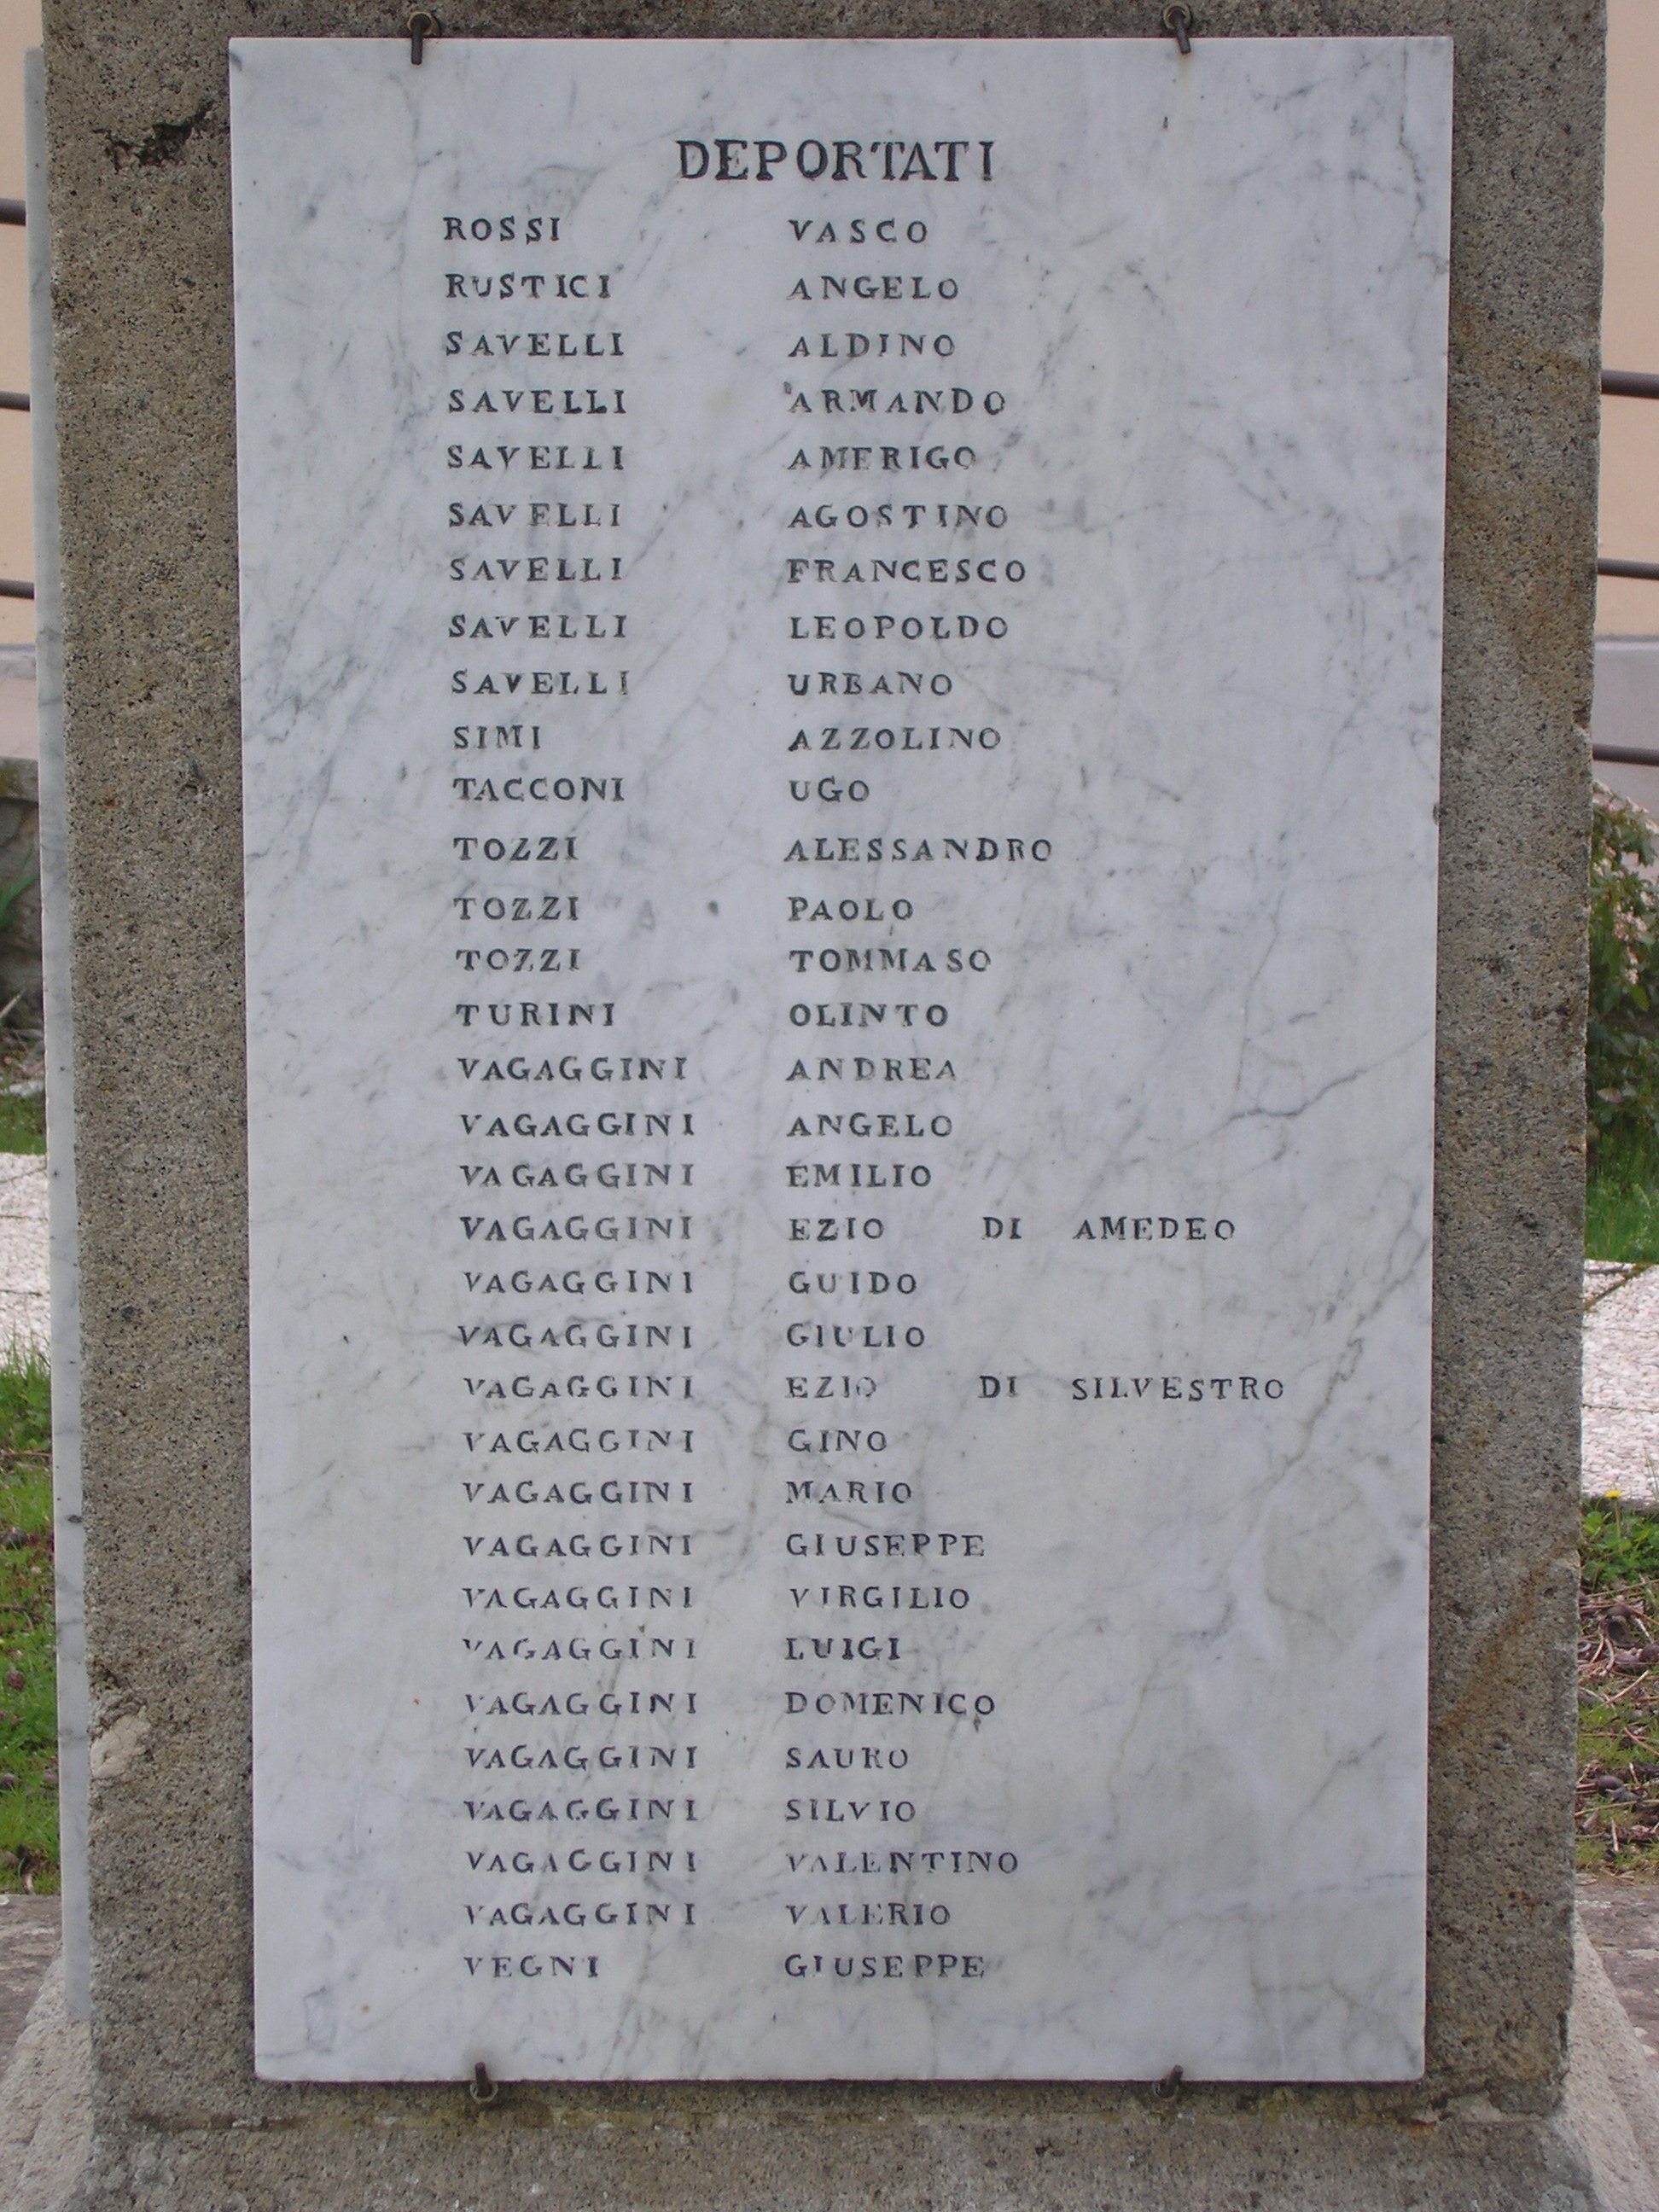 DEPORTATI
ROSSI VASCO
RUSTICI ANGELO
SAVELLI ALDINO
SAVELLI ARMANDO
SAVELLI AMERIGO
SAVELLI AGOSTINO
SAVELLI FRANCESCO
SAVELLI LEOPOLDO
SAVELLI URBANO
SIMI AZZOLINO
TACCONI UGO
TOZZI ALESSANDRO
TOZZI PAOLO
TOZZI TOMMASO
TURINI OLINTO
VAGAGGINI ANDREA
VAGAGGINI ANGELO
VAGAGGINI EMILIO
VAGAGGINI EZIO DI AMEDEO
VAGAGGINI GUIDO
VAGAGGINI GIULIO
VAGAGGINI EZIO DI SILVESTRO
VAGAGGINI GINO
VAGAGGINI MARIO
VAGAGGINI GIUSEPPE
VAGAGGINI VIRGILIO
VAGAGGINI LUIGI
VAGAGGINI DOMENICO
VAGAGGINI SAURO
VAGAGGINI SILVIO
VAGAGGINI VALENTINO
VAGAGGINI VALERIO
VEGNI GIUSEPPE